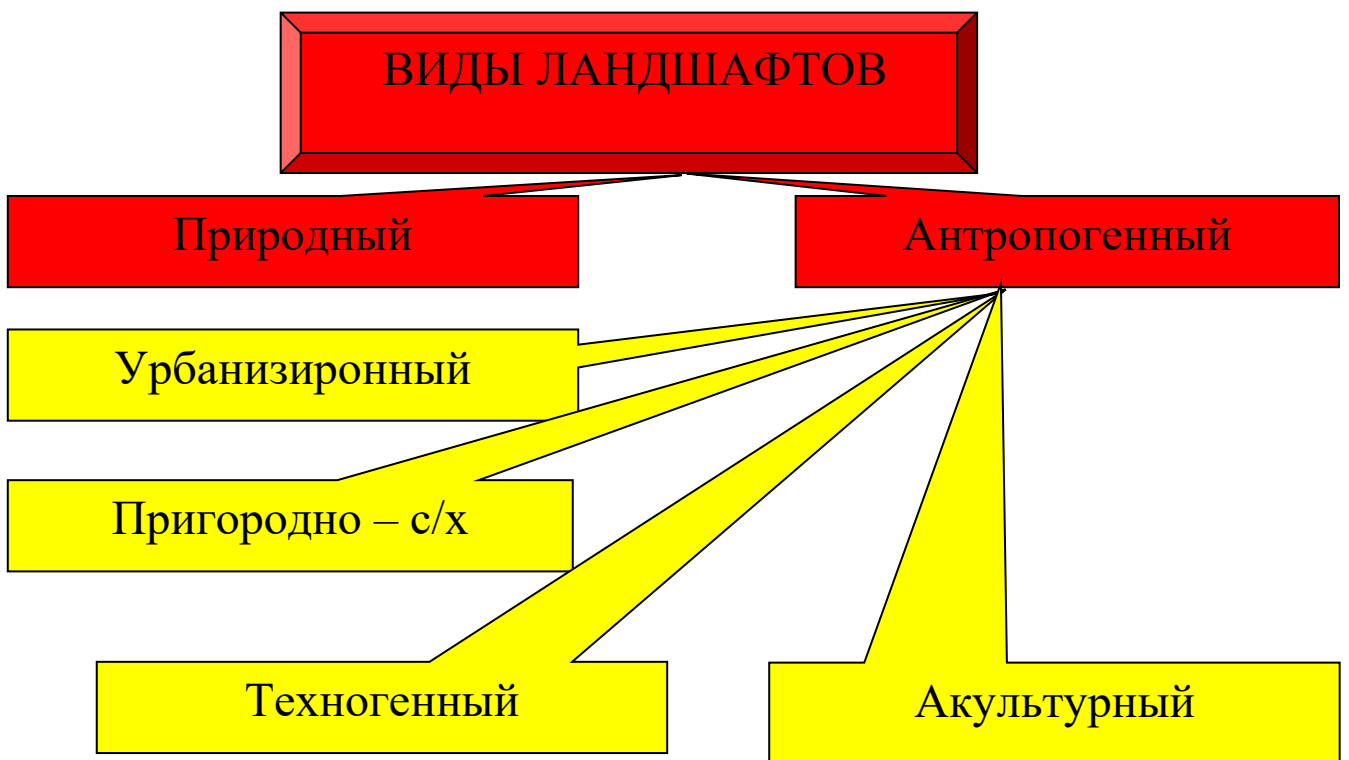 ВИДЫ ЛАНДШАФТОВ
Природный
Антропогенный
Урбанизиронный
Пригородно – с/х
Техногенный
Акультурный